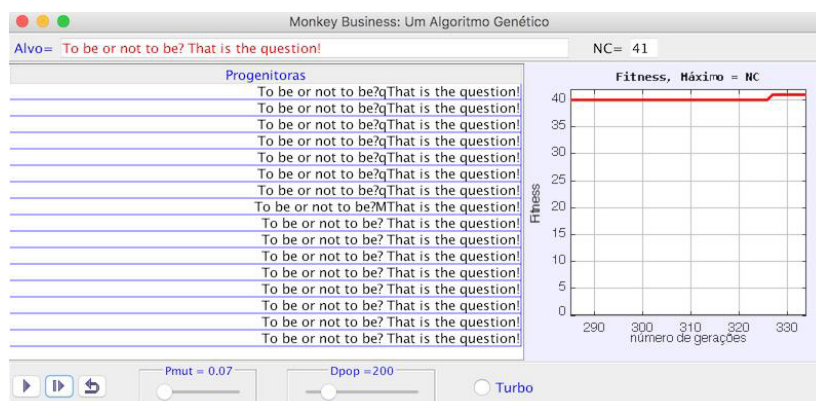 Monkey Business: Um Algoritmo Genético
Alvo= To be or not to be? That is the question! NC= 41
Progenitoras
To be or not to be?qThat is the question!
To be or not to be?qThat is the question!
To be or not to be?qThat is the question!
To be or not to be?qThat is the question!
To be or not to be?qThat is the question!
To be or not to be?qThat is the question!
To be or not to be?qThat is the question!
To be or not to be?MThat is the question!
To be or not to be? That is the question!
To be or not to be? That is the question!
To be or not to be? That is the question!
To be or not to be? That is the question!
To be or not to be? That is the question!
To be or not to be? That is the question!
To be or not to be? That is the question!
To be or not to be? That is the question!
Fitness, Máximo = NC
40
35
30
25
20
15
10
5
0
Fitness
290 300 310 320 330
número de gerações
Pmut = 0.07 Dpop =200
Turbo